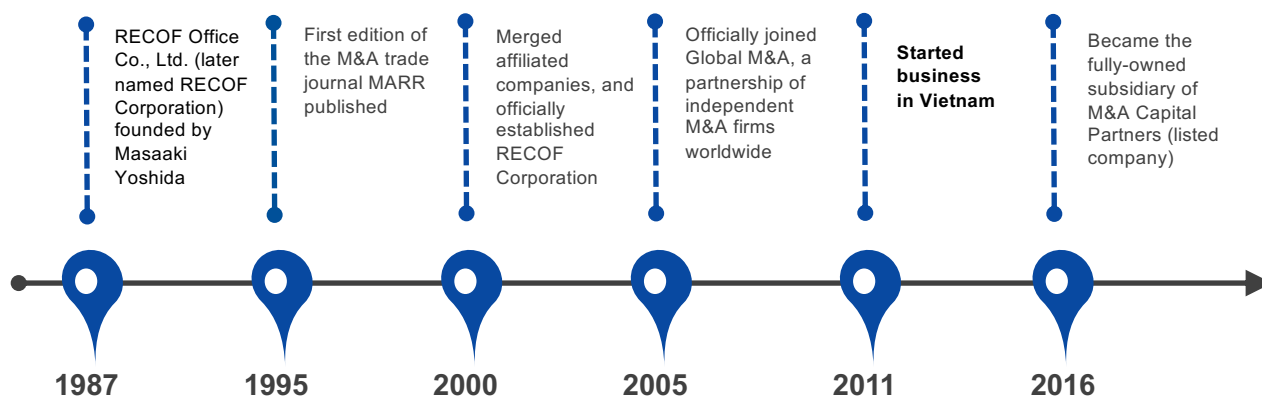 RECOF Office
Co., Ltd. (later
named RECOF
Corporation)
founded by
Masaaki
Yoshida
First edition of
the M&A trade
journal MARR
published
Merged
affiliated
companies, and
officially
established
RECOF
Corporation
Officially joined
Global M&A, a
partnership of
independent
M&A firms
worldwide
Started
business
in Vietnam
Became the
fully-owned
subsidiary of
M&A Capital
Partners (listed
company)
1987
1995
2000
2005
2011
2016